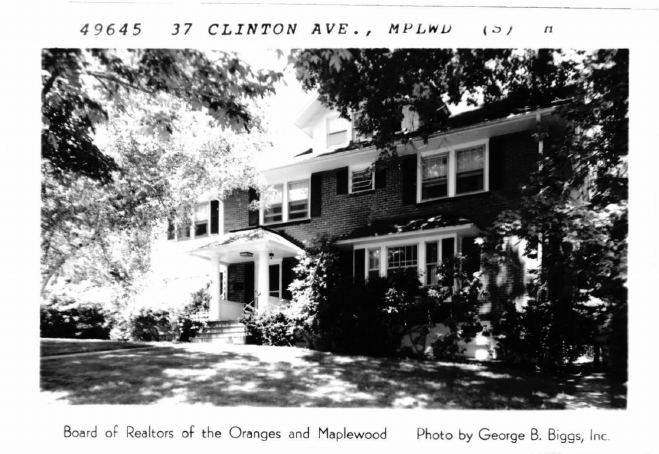 49645 37 CLINTON AVE., MPLWD (S) H
Board of Realtors of the Oranges and Maplewood Photo by George B. Biggs, Inc.